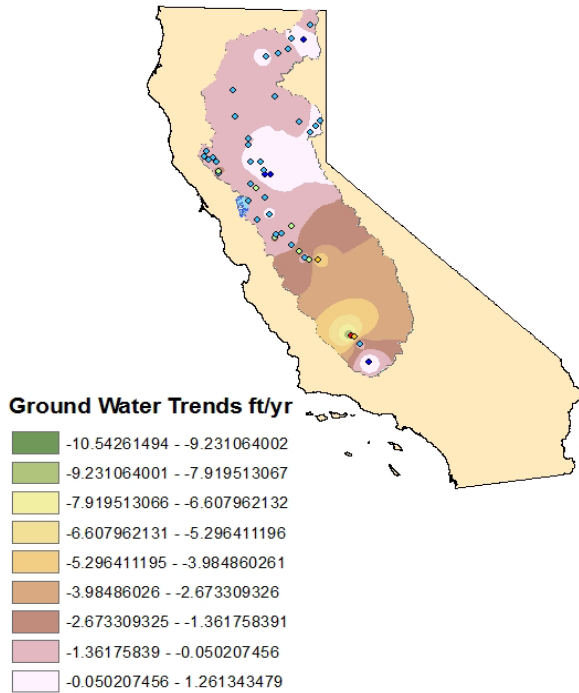 Ground Water Trends ft/yr
-10.54261494 - -9.231064002
-9.231064001 - -7.919513067
-7.919513066 - -6.607962132
-6.607962131 - -5.296411196
-5.296411195 - -3.984860261
-3.98486026 - -2.673309326
-2.673309325 - -1.361758391
-1.36175839 - -0.050207456
-0.050207456 - 1.261343479